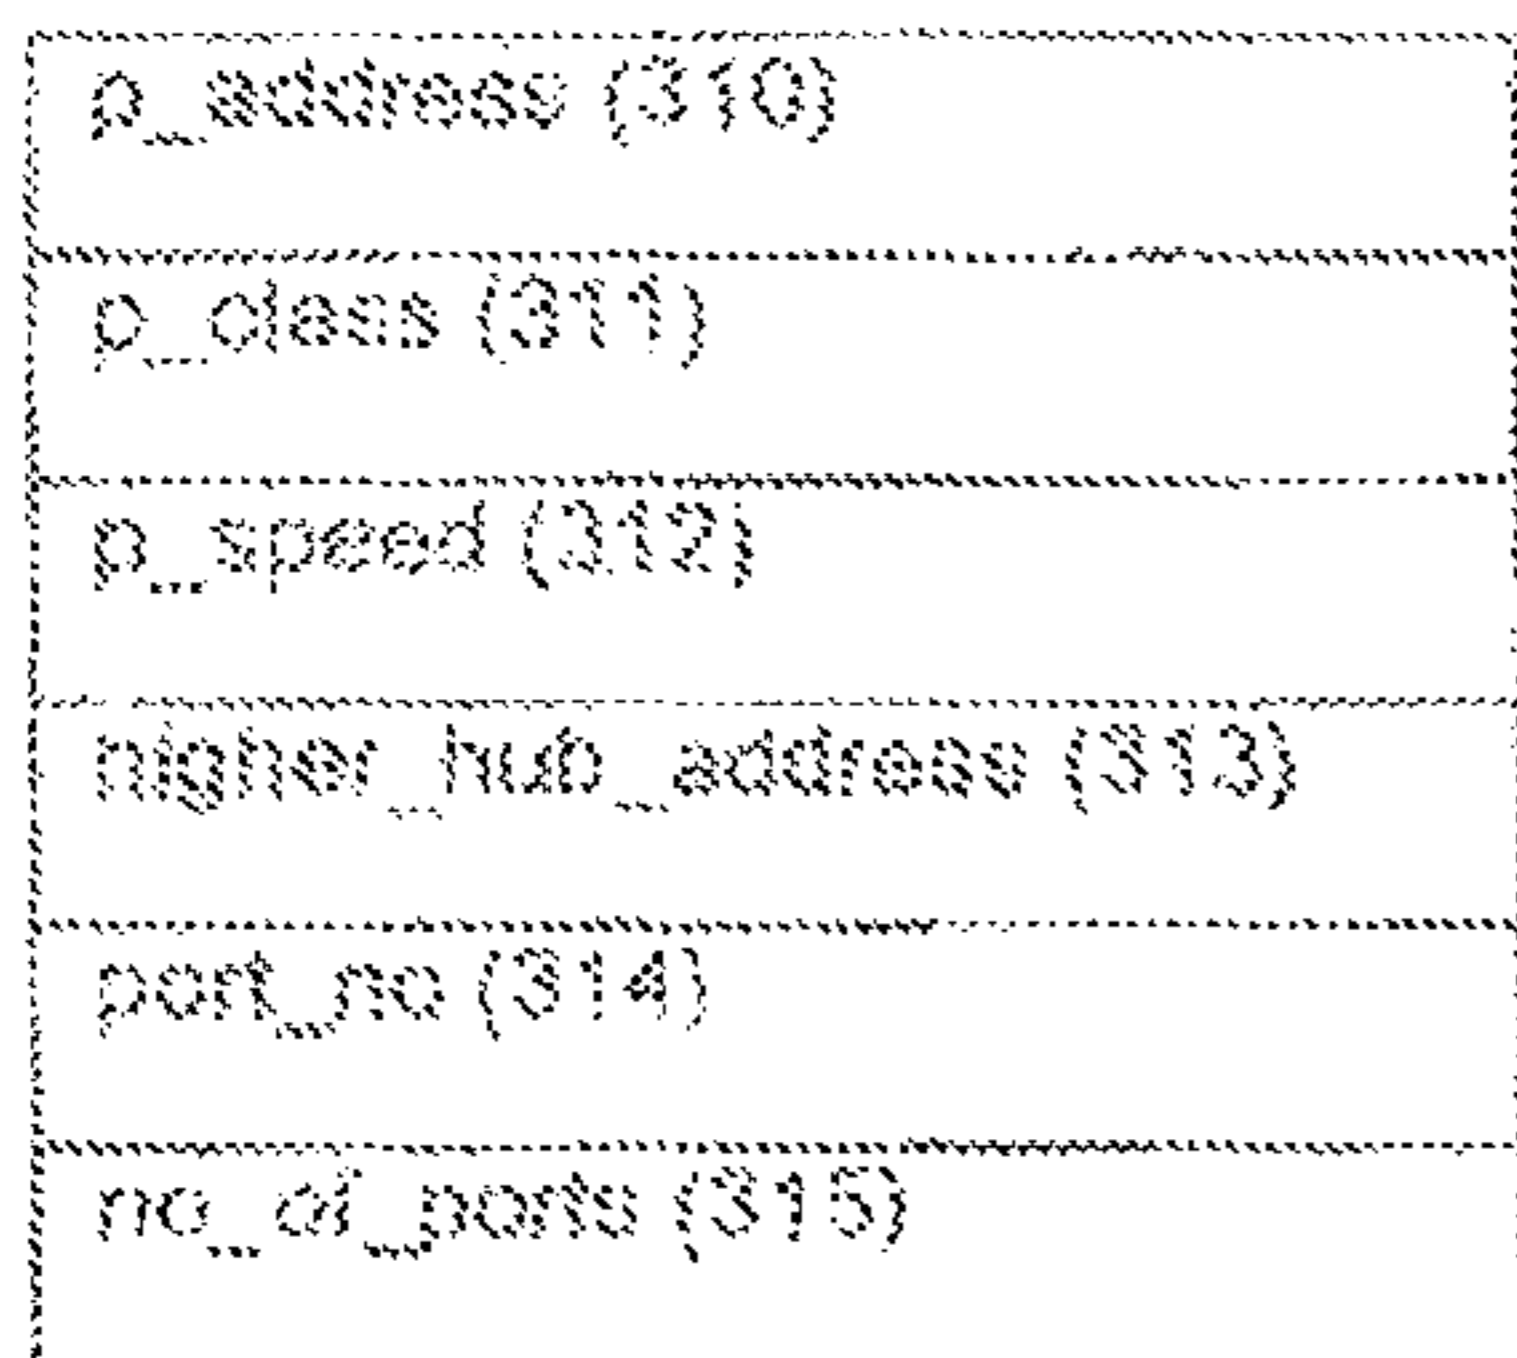 p_address (310)
p_class (311)
p_speed (312)
higher_hub_address (313)
port_no (314)
no_of_ports (315)